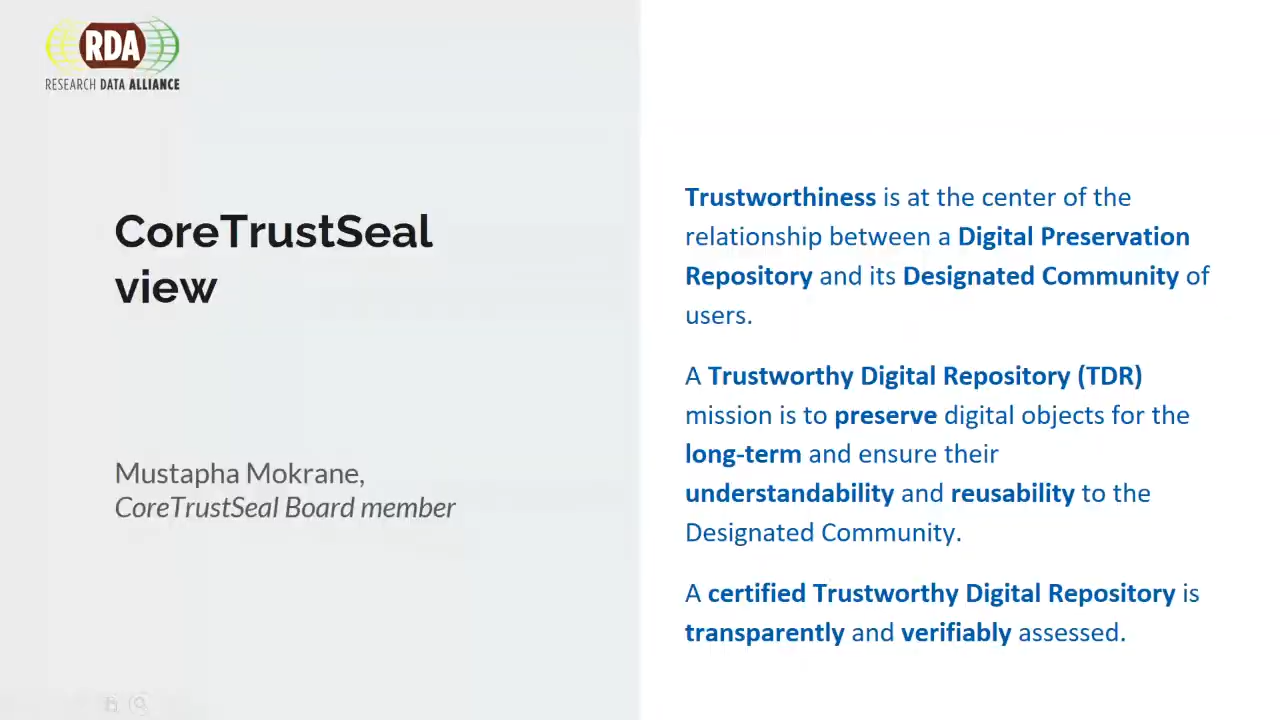 RDA
RESEARCH DATA ALLIANCE
CoreTrustSeal
view
Mustapha Mokrane,
CoreTrustSeal Board member
Trustworthiness is at the center of the
relationship between a Digital Preservation
Repository and its Designated Community of
users.
A Trustworthy Digital Repository (TDR)
mission is to preserve digital objects for the
long-term and ensure their
understandability and reusability to the
Designated Community.
A certified Trustworthy Digital Repository is
transparently and verifiably assessed.